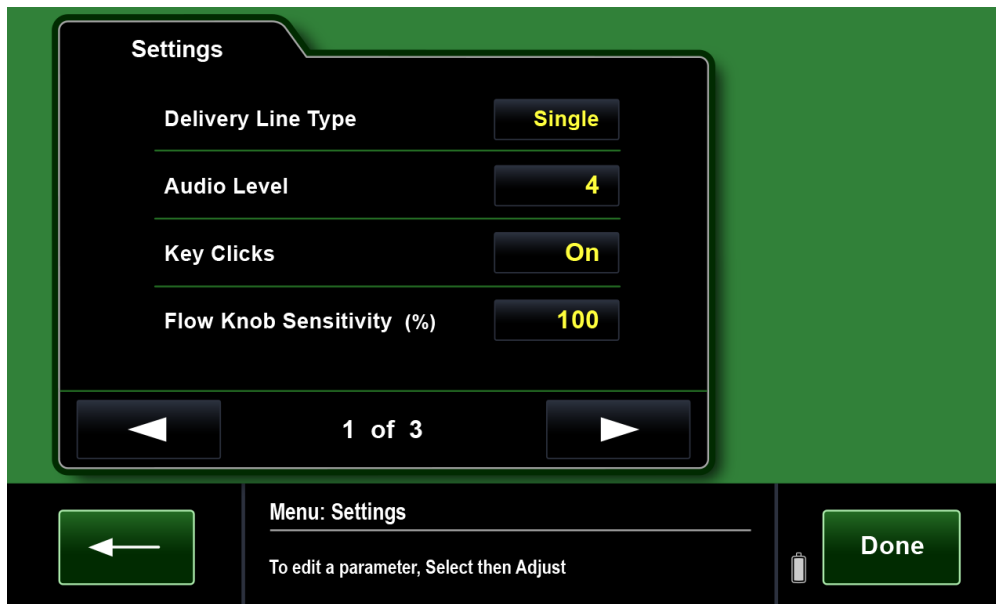 Settings
Delivery Line Type Single
Audio Level 4
Key Clicks On
Flow Knob Sensitivity (%) 100
1 of 3
Menu: Settings
To edit a parameter, Select then Adjust
Done